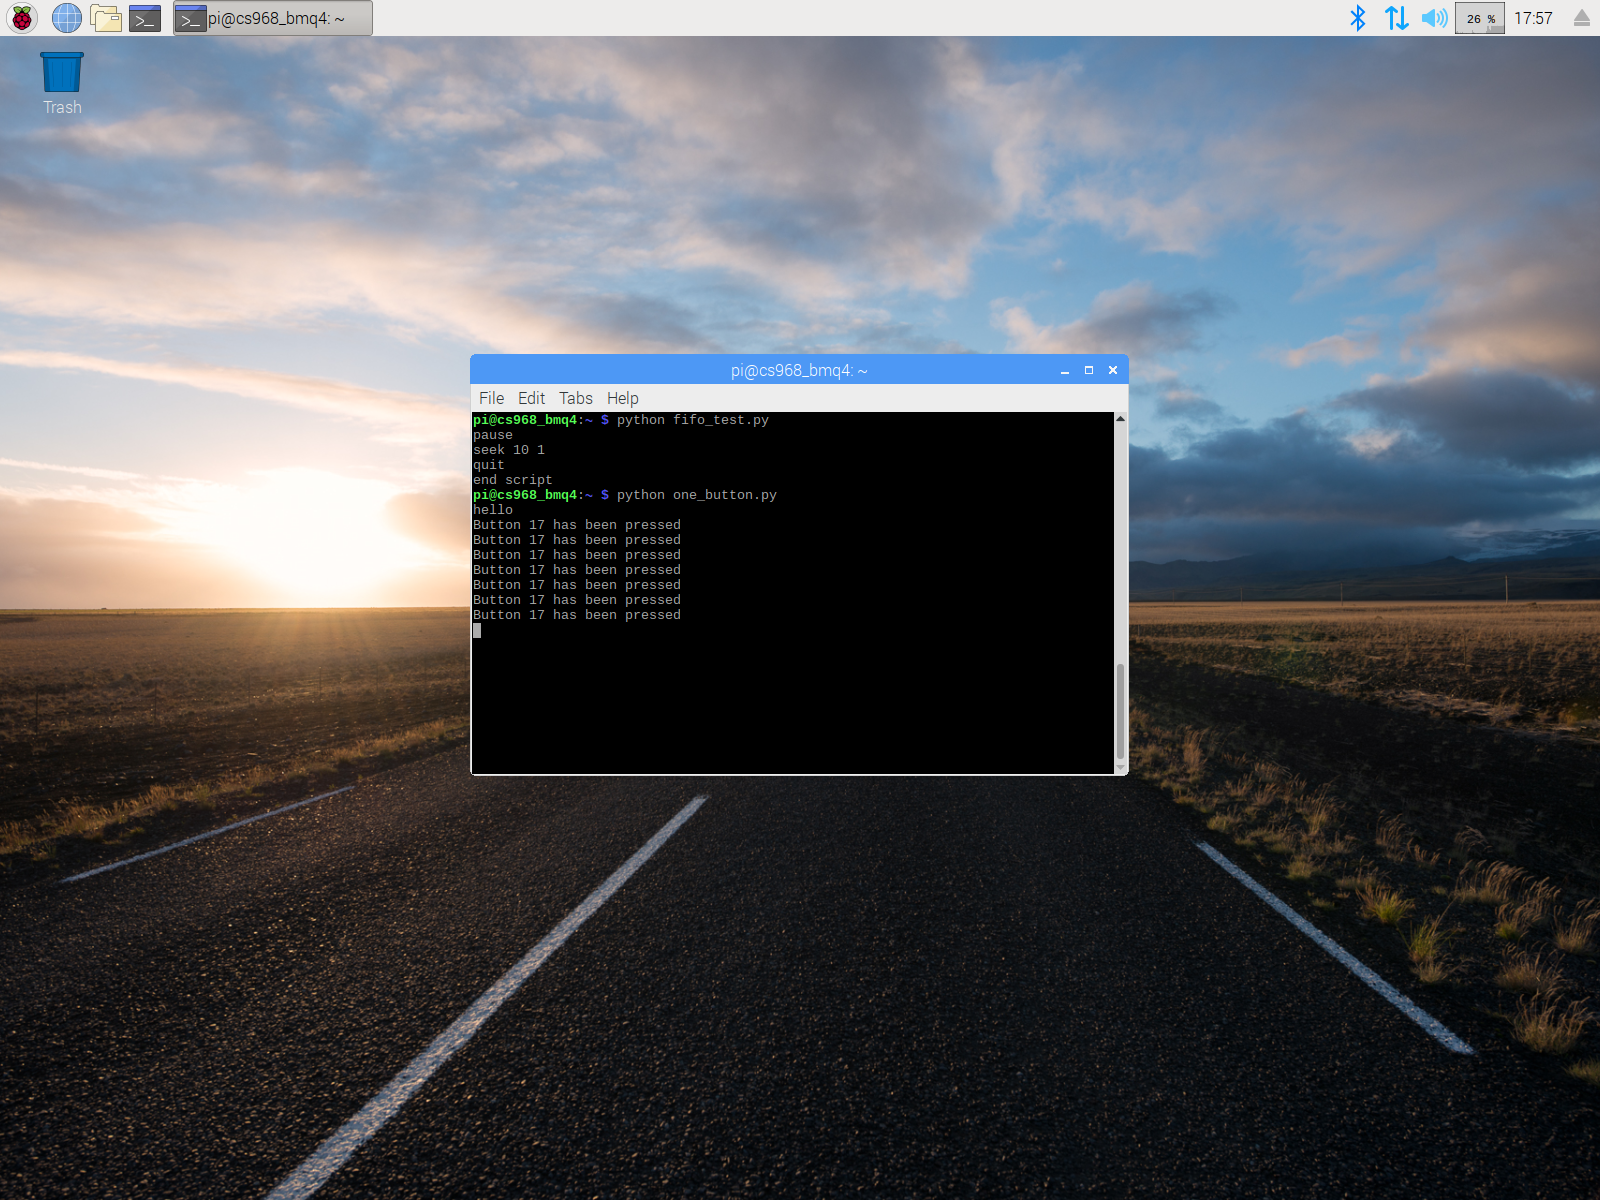 pi@cs968_bmq4: ~
26 %
17:57
Trash
pi@cs968_bmq4: ~
File Edit Tabs Help
pi@cs968_bmq4:~ $ python fifo_test.py
pause
seek 10 1
quit
end script
pi@cs968_bmq4:~ $ python one_button.py
hello
Button 17 has been pressed
Button 17 has been pressed
Button 17 has been pressed
Button 17 has been pressed
Button 17 has been pressed
Button 17 has been pressed
Button 17 has been pressed